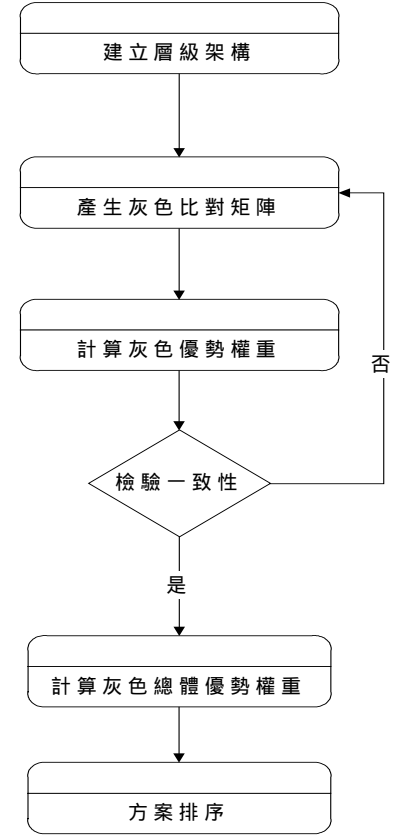 建立層級架構
產生灰色比對矩陣
計算灰色優勢權重
否
檢驗一致性
是
計算灰色總體優勢權重
方案排序